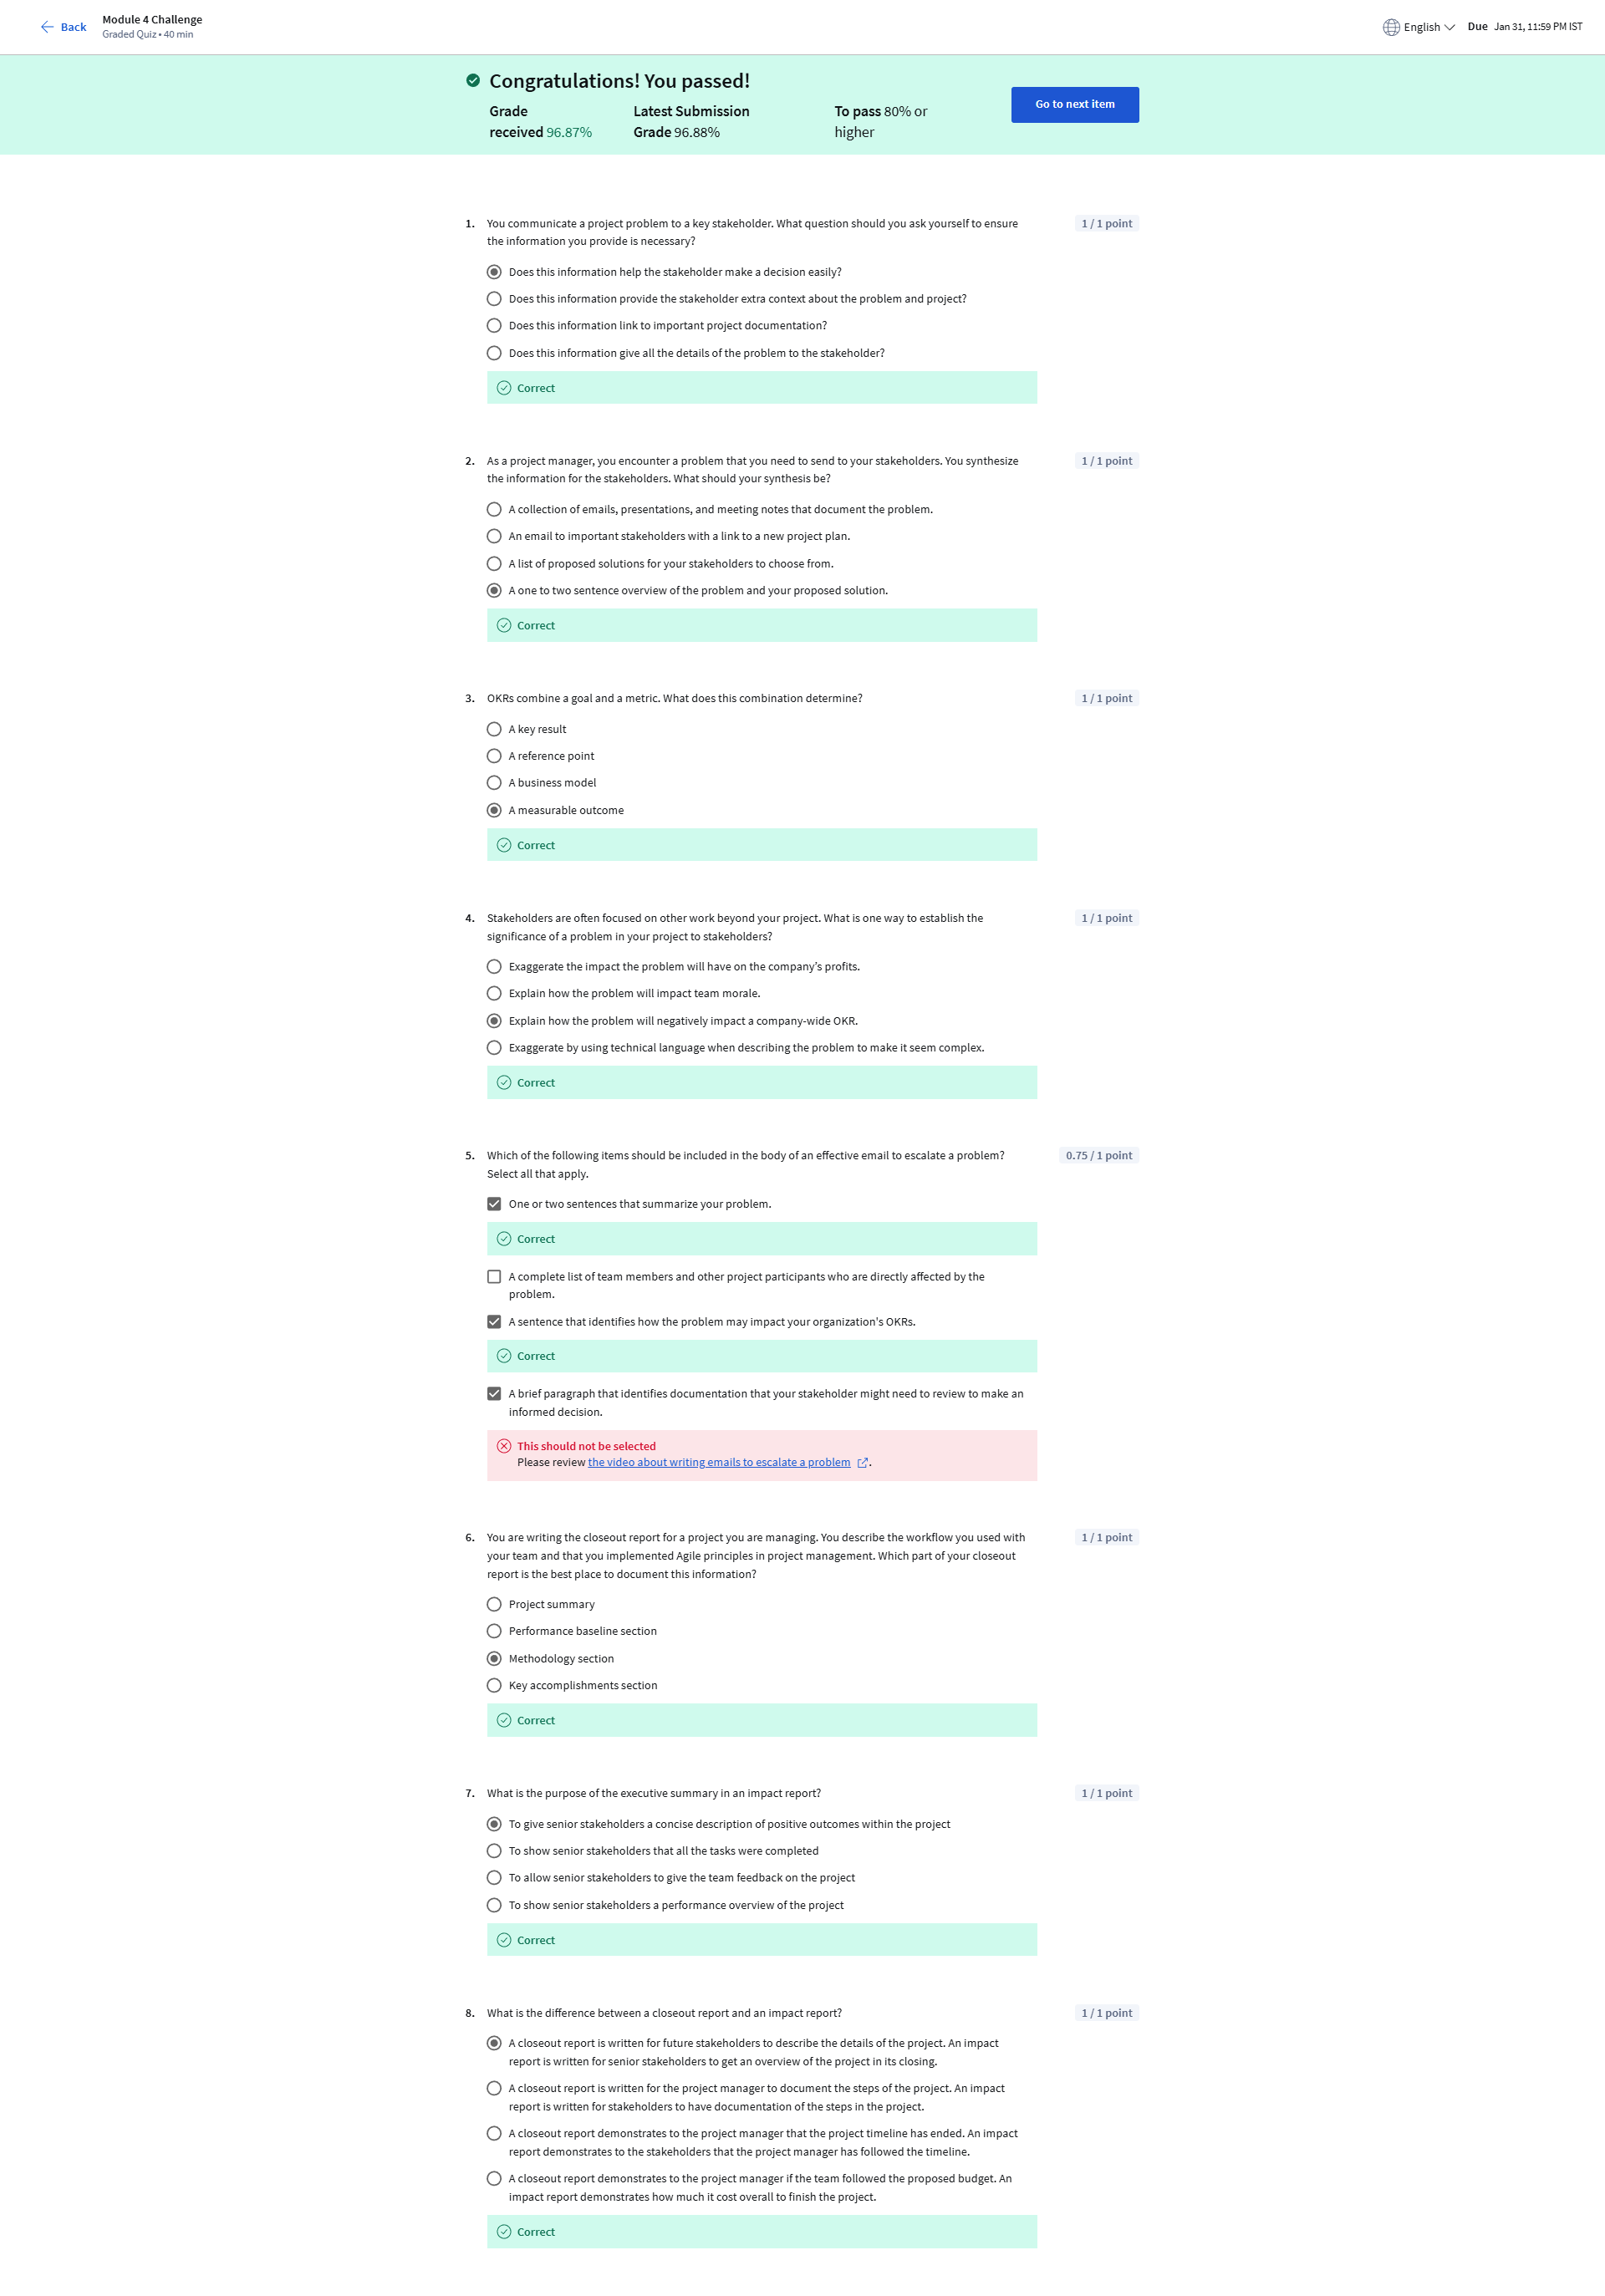 Back
Module 4 Challenge
Graded Quiz • 40 min
English
Due Jan 31, 11:59 PM IST
Congratulations! You passed!
Grade
received 96.87%
Latest Submission
Grade 96.88%
To pass 80% or
higher
Go to next item
1. You communicate a project problem to a key stakeholder. What question should you ask yourself to ensure
the information you provide is necessary?
1 / 1 point
Does this information help the stakeholder make a decision easily?
Does this information provide the stakeholder extra context about the problem and project?
Does this information link to important project documentation?
Does this information give all the details of the problem to the stakeholder?
Correct
2. As a project manager, you encounter a problem that you need to send to your stakeholders. You synthesize
the information for the stakeholders. What should your synthesis be?
1 / 1 point
A collection of emails, presentations, and meeting notes that document the problem.
An email to important stakeholders with a link to a new project plan.
A list of proposed solutions for your stakeholders to choose from.
A one to two sentence overview of the problem and your proposed solution.
Correct
3. OKRs combine a goal and a metric. What does this combination determine?
1 / 1 point
A key result
A reference point
A business model
A measurable outcome
Correct
4. Stakeholders are often focused on other work beyond your project. What is one way to establish the
significance of a problem in your project to stakeholders?
1 / 1 point
Exaggerate the impact the problem will have on the company’s profits.
Explain how the problem will impact team morale.
Explain how the problem will negatively impact a company-wide OKR.
Exaggerate by using technical language when describing the problem to make it seem complex.
Correct
5. Which of the following items should be included in the body of an effective email to escalate a problem?
Select all that apply.
0.75 / 1 point
One or two sentences that summarize your problem.
Correct
A complete list of team members and other project participants who are directly affected by the
problem.
A sentence that identifies how the problem may impact your organization's OKRs.
Correct
A brief paragraph that identifies documentation that your stakeholder might need to review to make an
informed decision.
This should not be selected
Please review the video about writing emails to escalate a problem .
6. You are writing the closeout report for a project you are managing. You describe the workflow you used with
your team and that you implemented Agile principles in project management. Which part of your closeout
report is the best place to document this information?
1 / 1 point
Project summary
Performance baseline section
Methodology section
Key accomplishments section
Correct
7. What is the purpose of the executive summary in an impact report?
1 / 1 point
To give senior stakeholders a concise description of positive outcomes within the project
To show senior stakeholders that all the tasks were completed
To allow senior stakeholders to give the team feedback on the project
To show senior stakeholders a performance overview of the project
Correct
8. What is the difference between a closeout report and an impact report?
1 / 1 point
A closeout report is written for future stakeholders to describe the details of the project. An impact
report is written for senior stakeholders to get an overview of the project in its closing.
A closeout report is written for the project manager to document the steps of the project. An impact
report is written for stakeholders to have documentation of the steps in the project.
A closeout report demonstrates to the project manager that the project timeline has ended. An impact
report demonstrates to the stakeholders that the project manager has followed the timeline.
A closeout report demonstrates to the project manager if the team followed the proposed budget. An
impact report demonstrates how much it cost overall to finish the project.
Correct